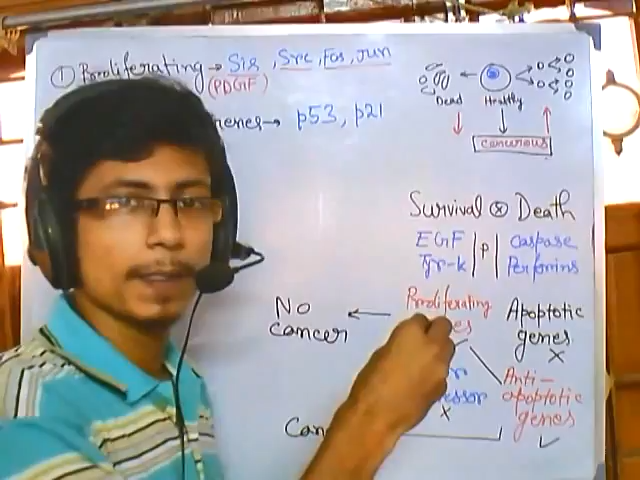 ① Proliferating → Sis, Src, Fos, Jun
(PDGF)
genes → p53, p21
Dead Healthy
cancerous
Survival ⊗ Death
EGF | P | caspase
Tyr-k Perforins
Proliferating Apoptotic
genes x
No ←
cancer
Anti-
apoptotic
genes ✓
x